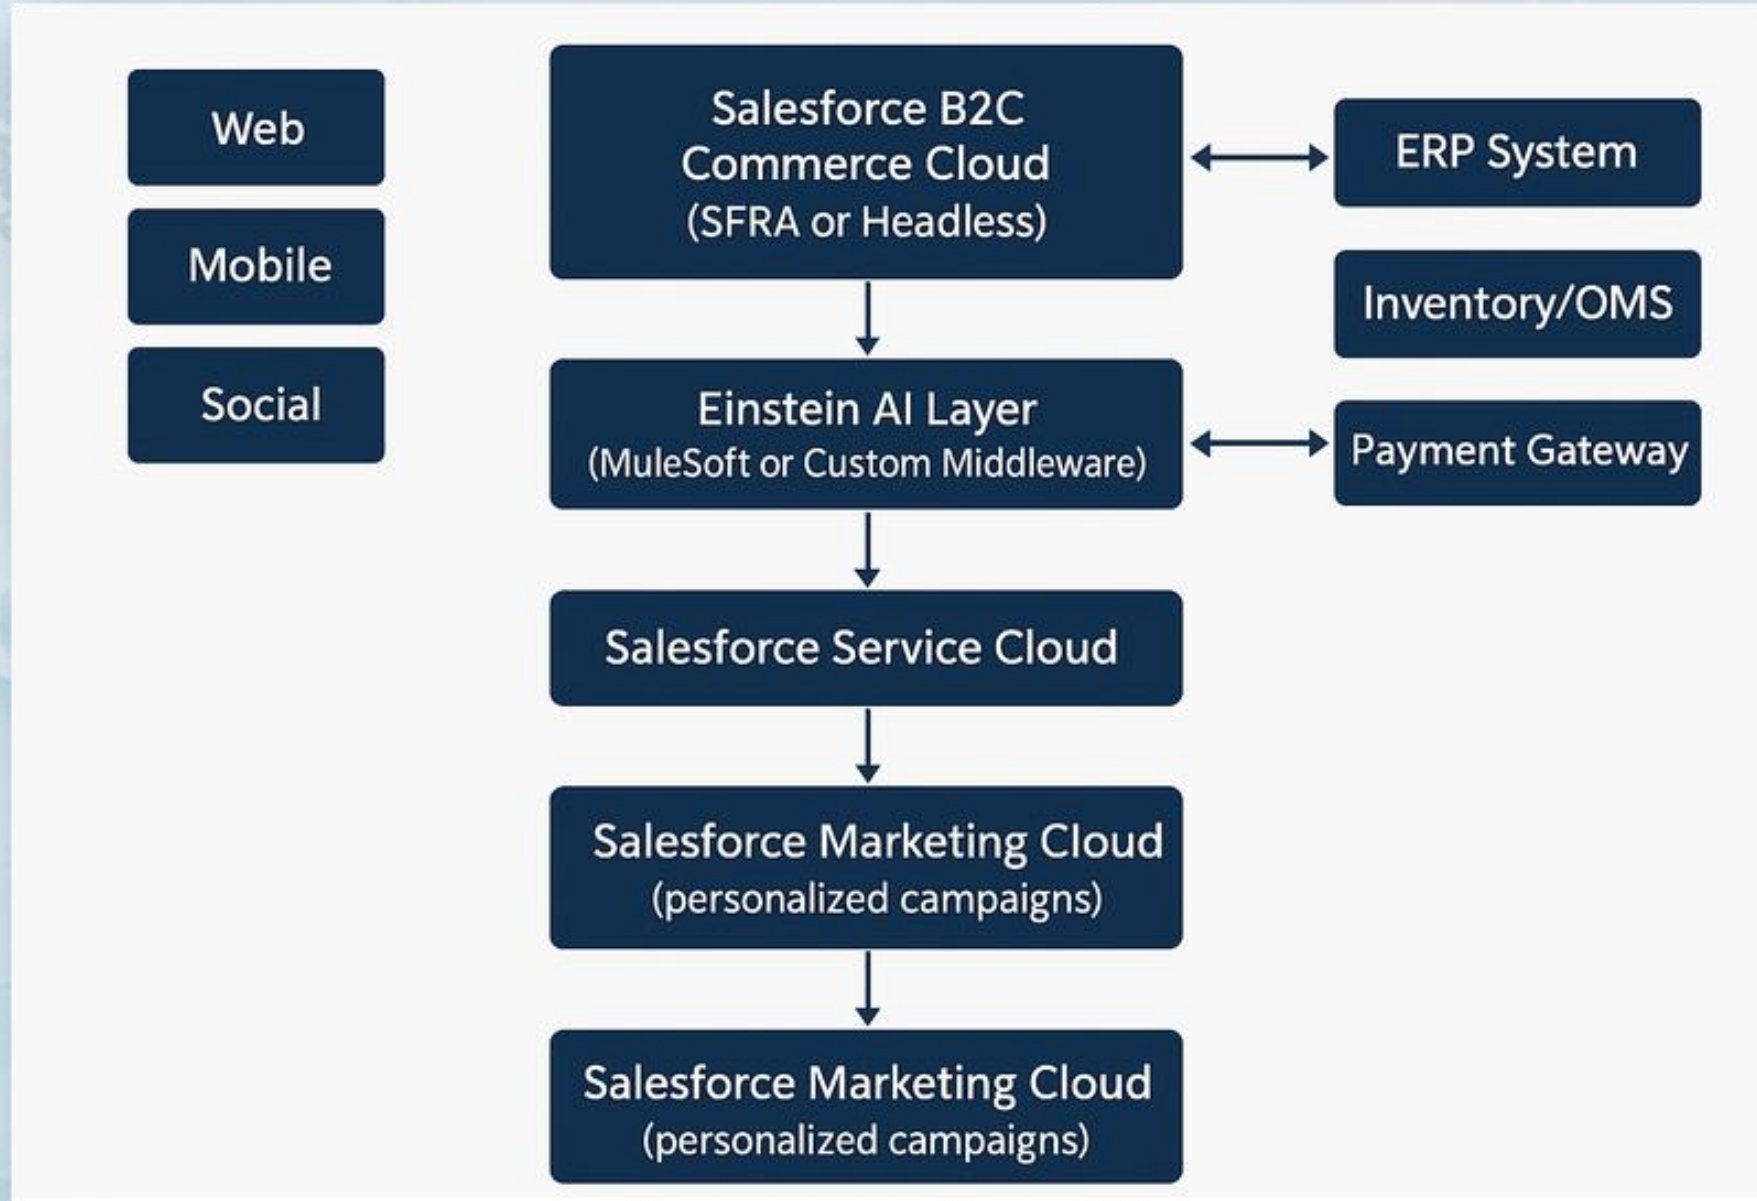 Web
Mobile
Social
Salesforce B2C
Commerce Cloud
(SFRA or Headless)
ERP System
Inventory/OMS
Einstein AI Layer
(MuleSoft or Custom Middleware)
Payment Gateway
Salesforce Service Cloud
Salesforce Marketing Cloud
(personalized campaigns)
Salesforce Marketing Cloud
(personalized campaigns)